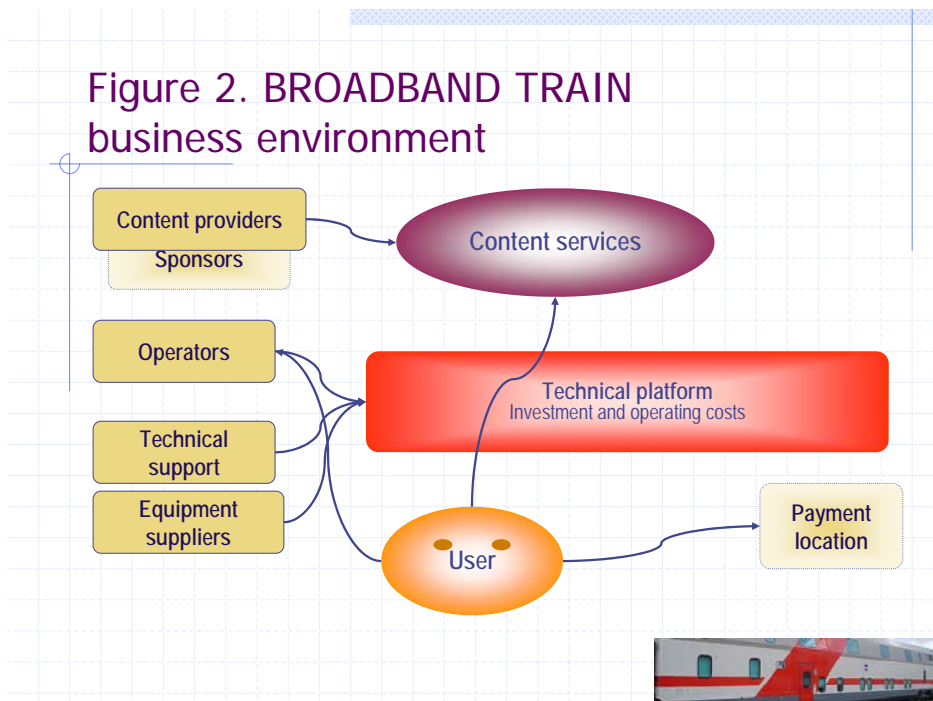 Figure 2. BROADBAND TRAIN
business environment
Content providers
Sponsors
Content services
Operators
Technical platform
Investment and operating costs
Technical
support
Equipment
suppliers
User
Payment
location